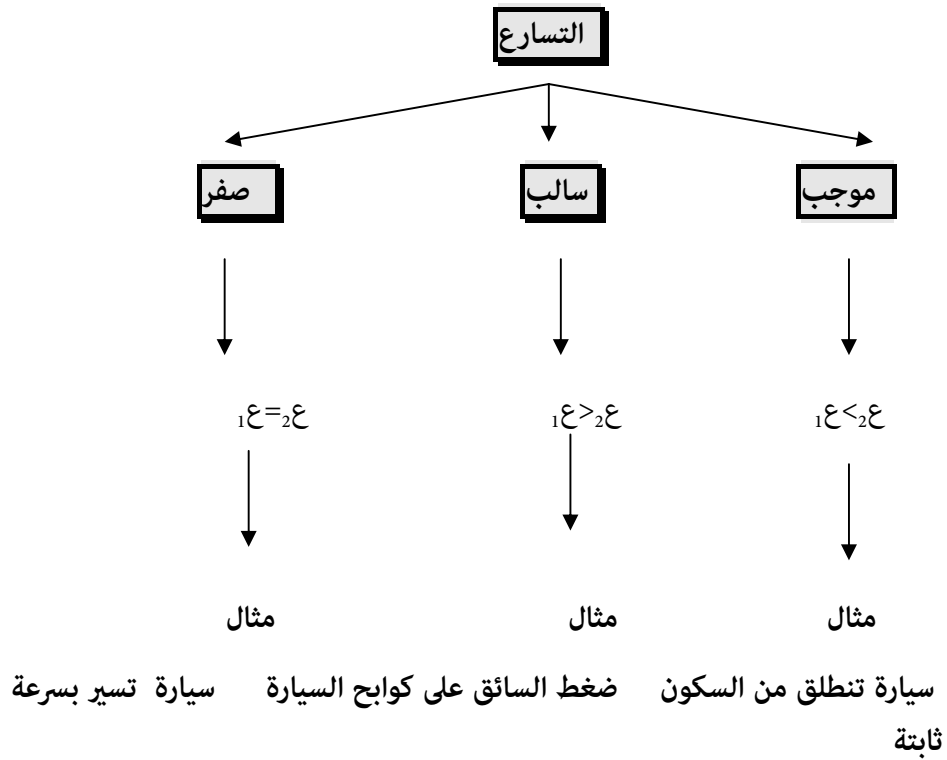 التسارع
موجب سالب صفر
ع₂>ع₁ ع₂<ع₁ ع₂=ع₁
مثال مثال مثال
سيارة تنطلق من السكون ضغط السائق على كوابح السيارة سيارة تسير بسرعة
ثابتة